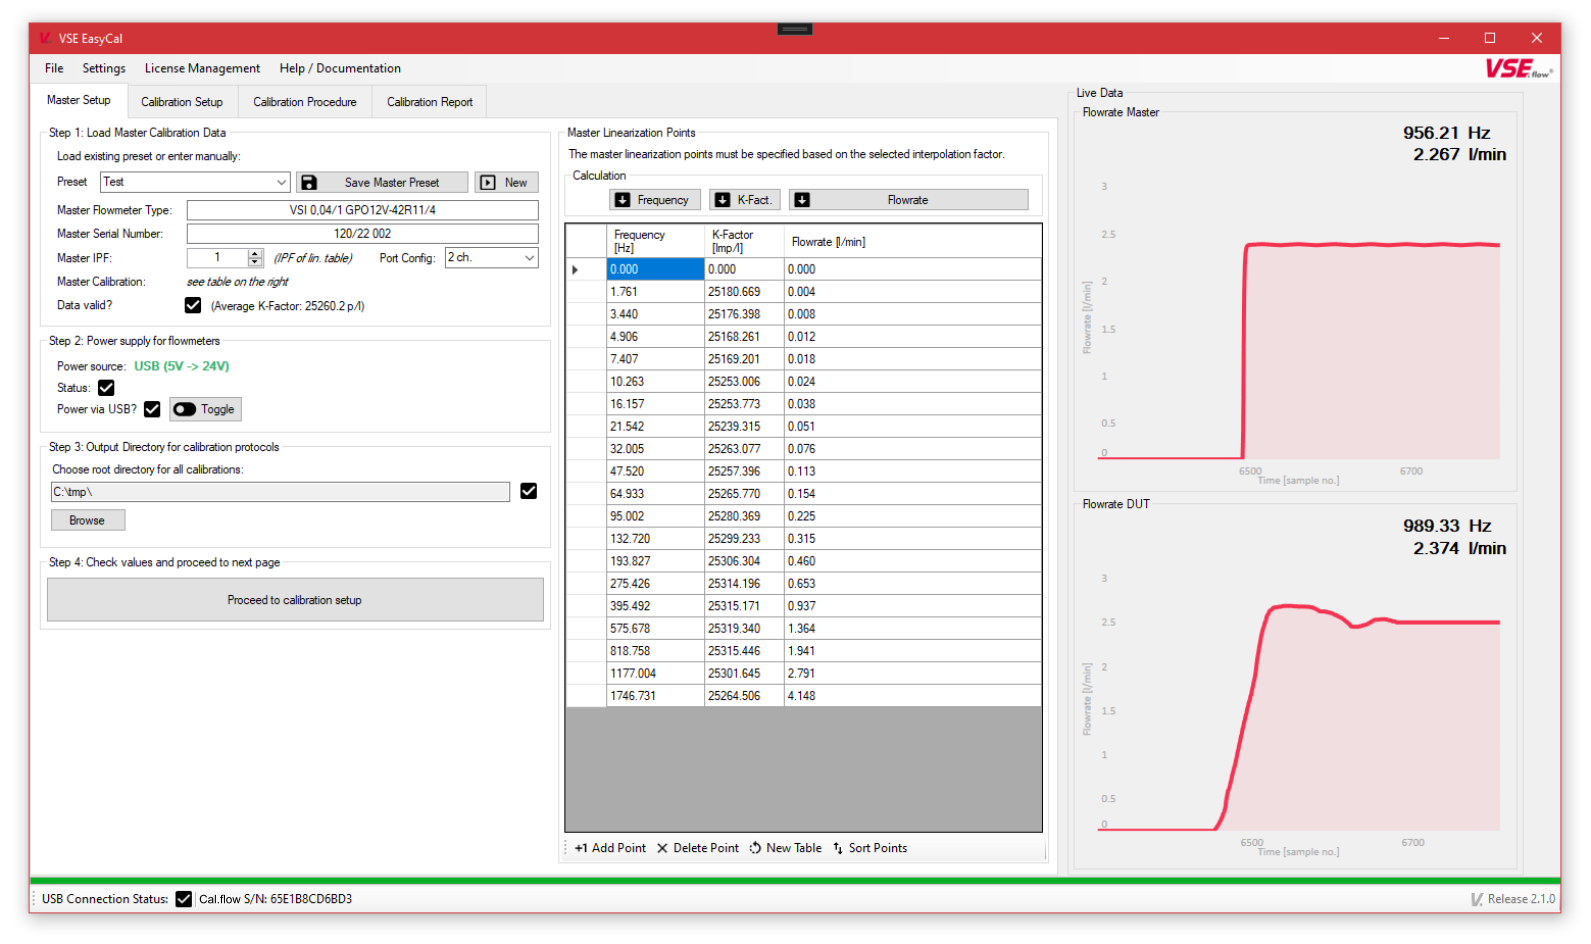 VSE EasyCal
File Settings License Management Help / Documentation
VSE.flow®
Master Setup Calibration Setup Calibration Procedure Calibration Report
Step 1: Load Master Calibration Data
Load existing preset or enter manually:
Preset Test Save Master Preset New
Master Flowmeter Type: VSI 0,04/1 GPO12V-42R11/4
Master Serial Number: 120/22 002
Master IPF: 1 (IPF of lin. table) Port Config: 2 ch.
Master Calibration: see table on the right
Data valid? (Average K-Factor: 25260.2 p/l)
Step 2: Power supply for flowmeters
Power source: USB (5V -> 24V)
Status:
Power via USB? Toggle
Step 3: Output Directory for calibration protocols
Choose root directory for all calibrations:
C:\tmp\
Browse
Step 4: Check values and proceed to next page
Proceed to calibration setup
Master Linearization Points
The master linearization points must be specified based on the selected interpolation factor.
Calculation
Frequency K-Fact. Flowrate
Frequency [Hz] K-Factor [Imp/l] Flowrate [l/min]
0.000 0.000 0.000
1.761 25180.669 0.004
3.440 25176.398 0.008
4.906 25168.261 0.012
7.407 25169.201 0.018
10.263 25253.006 0.024
16.157 25253.773 0.038
21.542 25239.315 0.051
32.005 25263.077 0.076
47.520 25257.396 0.113
64.933 25265.770 0.154
95.002 25280.369 0.225
132.720 25299.233 0.315
193.827 25306.304 0.460
275.426 25314.196 0.653
395.492 25315.171 0.937
575.678 25319.340 1.364
818.758 25315.446 1.941
1177.004 25301.645 2.791
1746.731 25264.506 4.148
+1 Add Point Delete Point New Table Sort Points
Live Data
Flowrate Master
956.21 Hz
2.267 l/min
3
2.5
2
1.5
1
0.5
0
Flowrate [l/min]
6500 6700
Time [sample no.]
Flowrate DUT
989.33 Hz
2.374 l/min
3
2.5
2
1.5
1
0.5
0
Flowrate [l/min]
6500 6700
Time [sample no.]
USB Connection Status: Cal.flow S/N: 65E1B8CD6BD3
V. Release 2.1.0